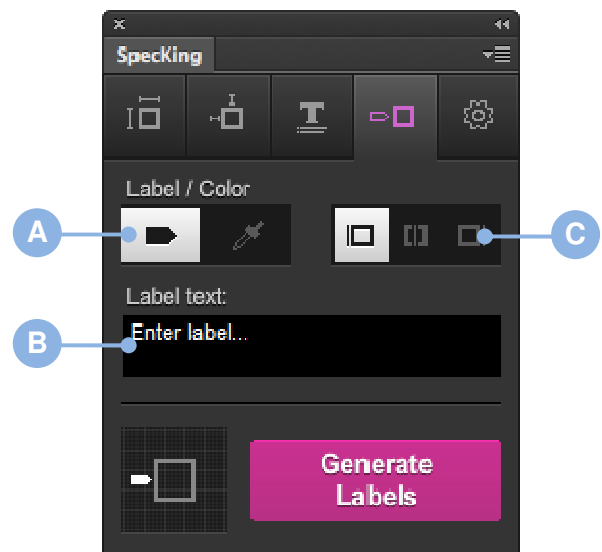 SpecKing
T
Label / Color
A
C
Label text:
Enter label...
B
Generate
Labels